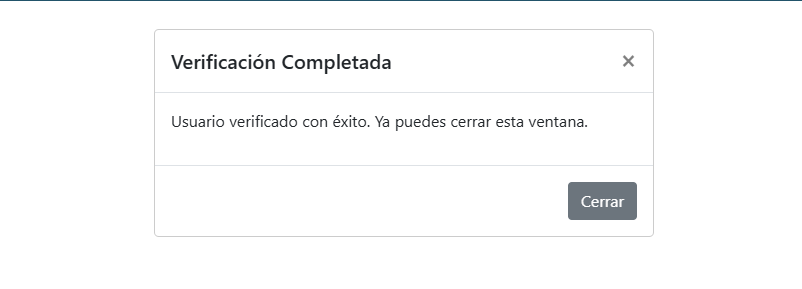 Verificación Completada
×
Usuario verificado con éxito. Ya puedes cerrar esta ventana.
Cerrar